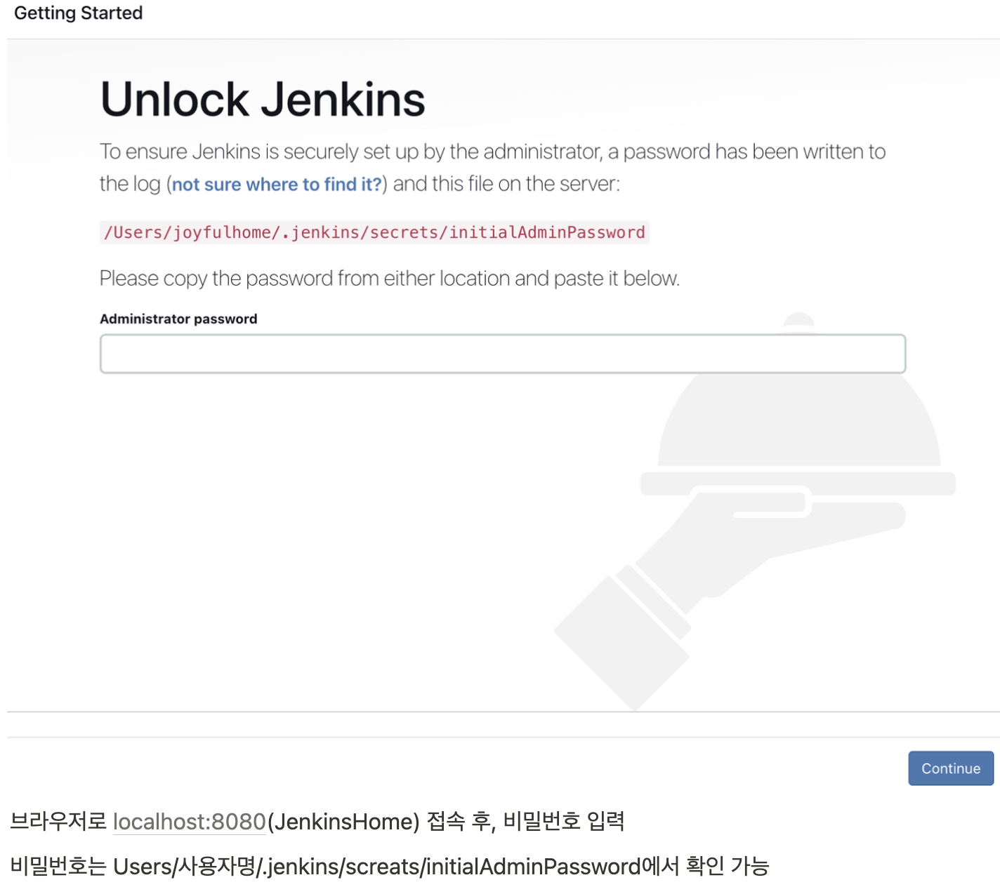 Getting Started
Unlock Jenkins
To ensure Jenkins is securely set up by the administrator, a password has been written to
the log (not sure where to find it?) and this file on the server:
/Users/joyfulhome/.jenkins/secrets/initialAdminPassword
Please copy the password from either location and paste it below.
Administrator password
Continue
브라우저로 localhost:8080(JenkinsHome) 접속 후, 비밀번호 입력
비밀번호는 Users/사용자명/.jenkins/screats/initialAdminPassword에서 확인 가능